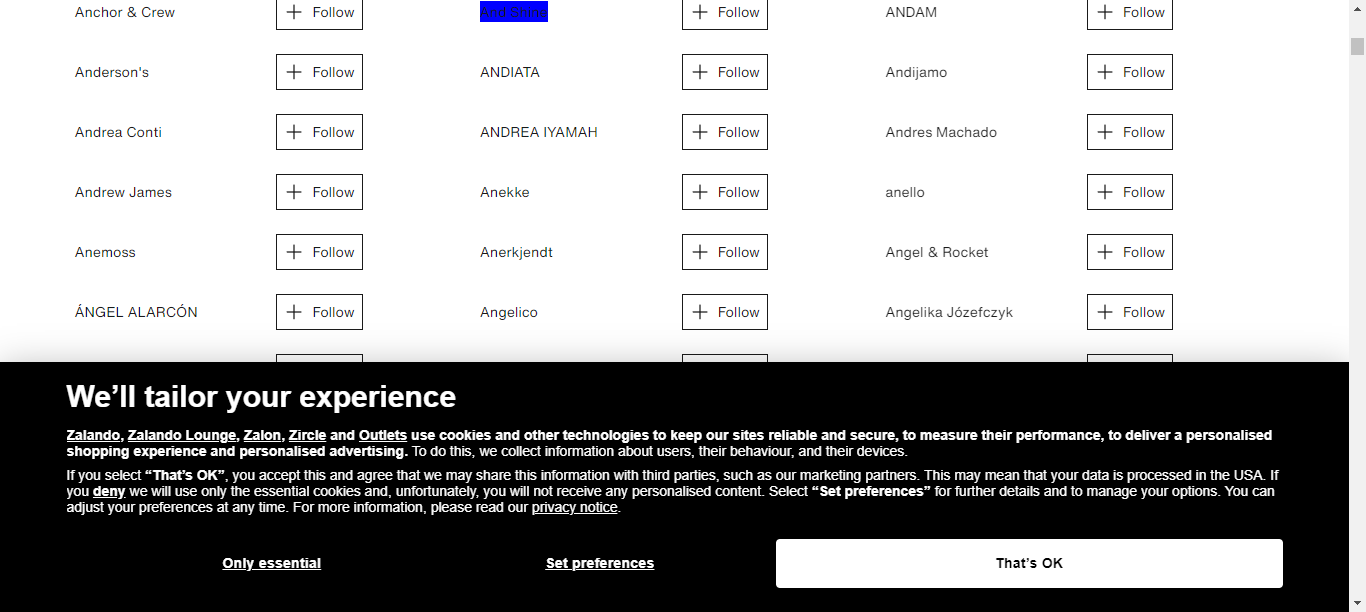 Anchor & Crew + Follow And Shine + Follow ANDAM + Follow
Anderson's + Follow ANDIATA + Follow Andijamo + Follow
Andrea Conti + Follow ANDREA IYAMAH + Follow Andres Machado + Follow
Andrew James + Follow Anekke + Follow anello + Follow
Anemoss + Follow Anerkjendt + Follow Angel & Rocket + Follow
ÁNGEL ALARCÓN + Follow Angelico + Follow Angelika Józefczyk + Follow
We’ll tailor your experience
Zalando, Zalando Lounge, Zalon, Zircle and Outlets use cookies and other technologies to keep our sites reliable and secure, to measure their performance, to deliver a personalised
shopping experience and personalised advertising. To do this, we collect information about users, their behaviour, and their devices.
If you select “That’s OK”, you accept this and agree that we may share this information with third parties, such as our marketing partners. This may mean that your data is processed in the USA. If
you deny we will use only the essential cookies and, unfortunately, you will not receive any personalised content. Select “Set preferences” for further details and to manage your options. You can
adjust your preferences at any time. For more information, please read our privacy notice.
Only essential Set preferences That’s OK